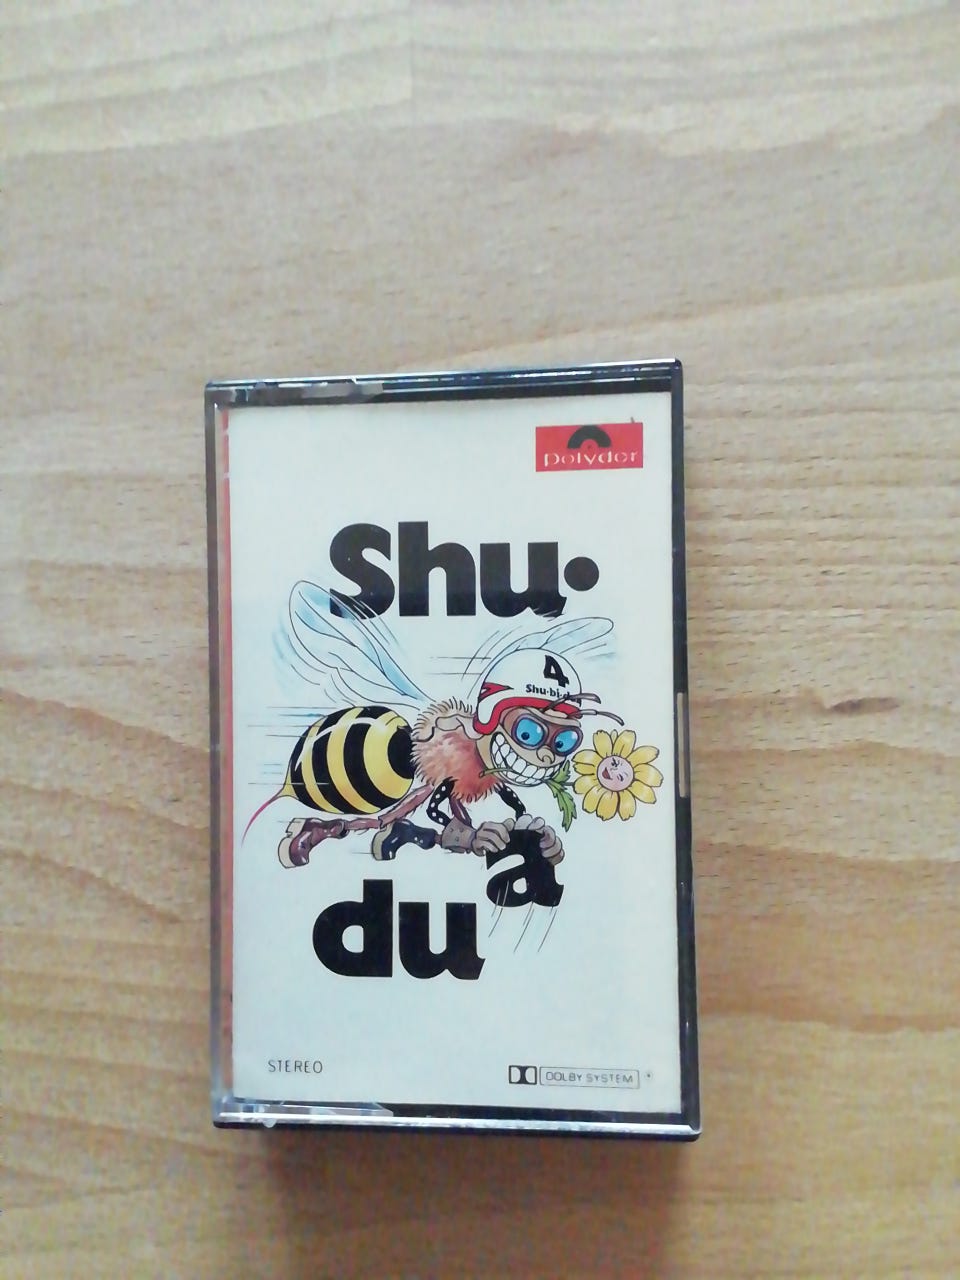 polydor
Shu·
4
Shu·bi·d
du a
STEREO
DOLBY SYSTEM